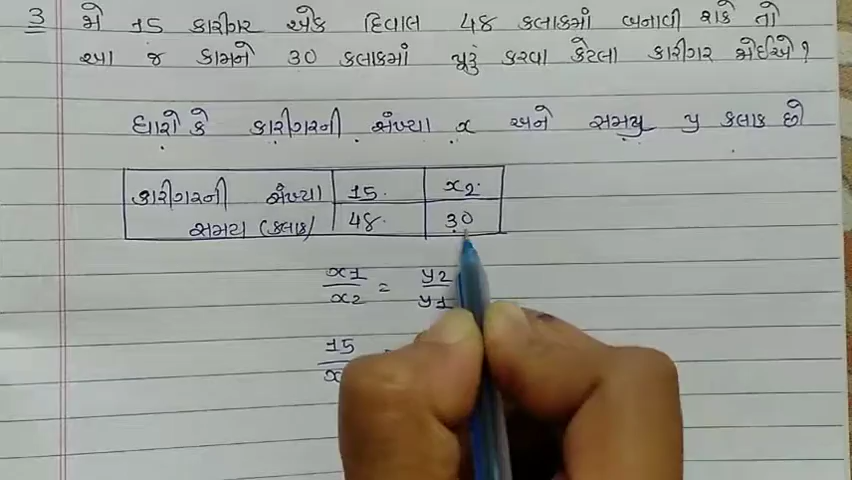 3 જો 15 કારીગર એક દિવાલ 48 કલાકમાં બનાવી શકે તો
આ જ કામને 30 કલાકમાં પૂરું કરવા કેટલા કારીગર જોઈએ ?
ધારો કે કારીગરની સંખ્યા x અને સમય y કલાક છે
કારીગરની સંખ્યા 15 x2
સમય (કલાક) 48 30
x1/x2 = y2/y1
15
x